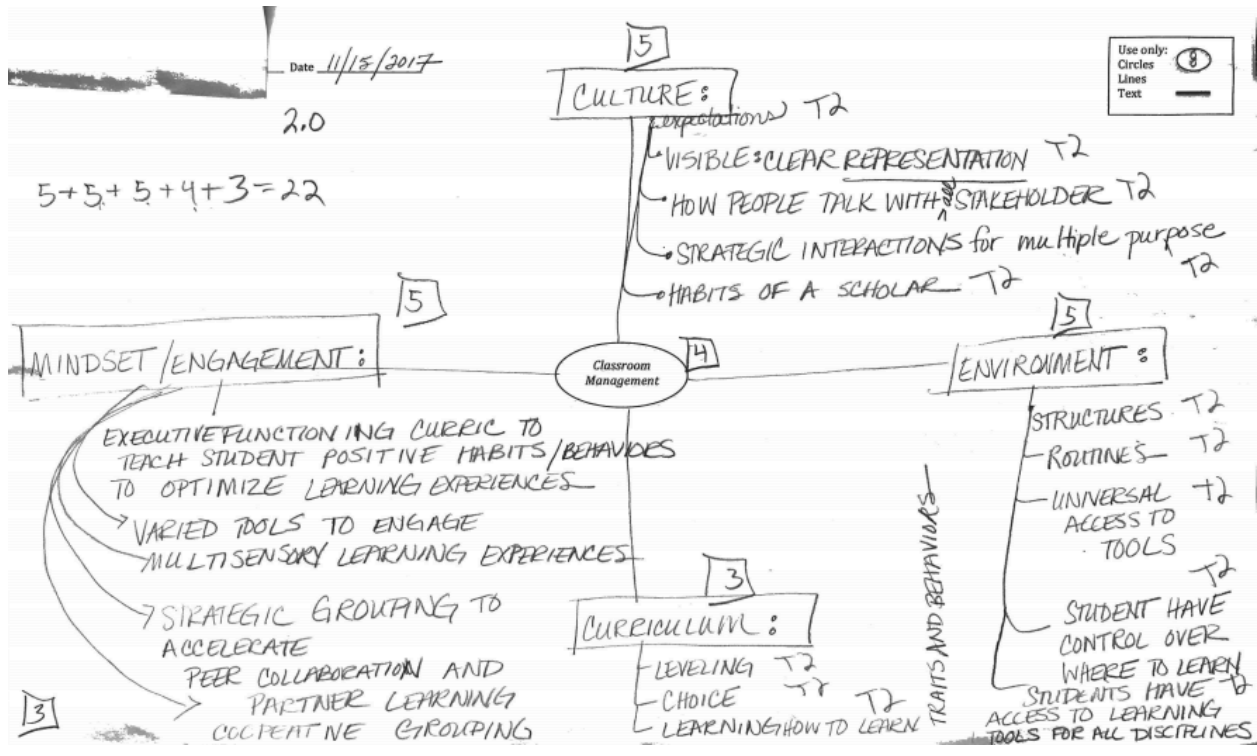 Date 11/15/2017
2.0
5+5+5+4+3=22
Use only:
Circles
Lines
Text
8
5
CULTURE:
expectations T2
VISIBLE: CLEAR REPRESENTATION T2
HOW PEOPLE TALK WITH all STAKEHOLDER T2
STRATEGIC INTERACTIONS for multiple purpose
T2
HABITS OF A SCHOLAR T2
5
MINDSET/ENGAGEMENT:
EXECUTIVE FUNCTIONING CURRIC TO
TEACH STUDENT POSITIVE HABITS/BEHAVIORS
TO OPTIMIZE LEARNING EXPERIENCES
VARIED TOOLS TO ENGAGE
MULTISENSORY LEARNING EXPERIENCES
STRATEGIC GROUPING TO
ACCELERATE
PEER COLLABORATION AND
PARTNER LEARNING
COOPEATIVE GROUPING
3
Classroom
Management
4
3
CURRICULUM:
LEVELING T2
CHOICE T2
LEARNING HOW TO LEARN T2
TRAITS AND BEHAVIORS
5
ENVIRONMENT:
STRUCTURES T2
ROUTINES T2
UNIVERSAL T2
ACCESS TO
TOOLS
T2
STUDENT HAVE
CONTROL OVER
WHERE TO LEARN
STUDENTS HAVE T2
ACCESS TO LEARNING
TOOLS FOR ALL DISCIPLINES